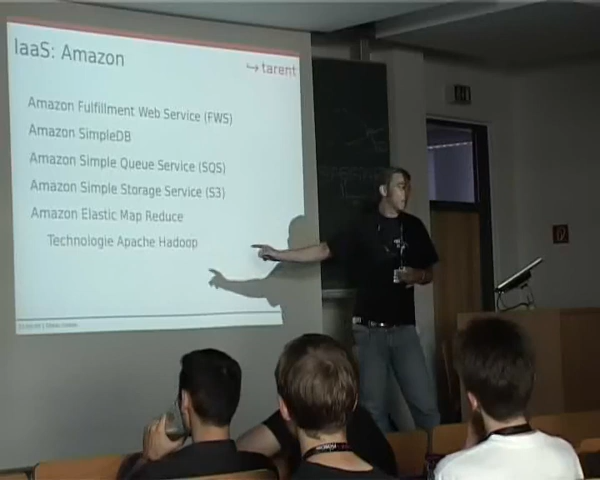 IaaS: Amazon
tarent
Amazon Fulfillment Web Service (FWS)
Amazon SimpleDB
Amazon Simple Queue Service (SQS)
Amazon Simple Storage Service (S3)
Amazon Elastic Map Reduce
Technologie Apache Hadoop